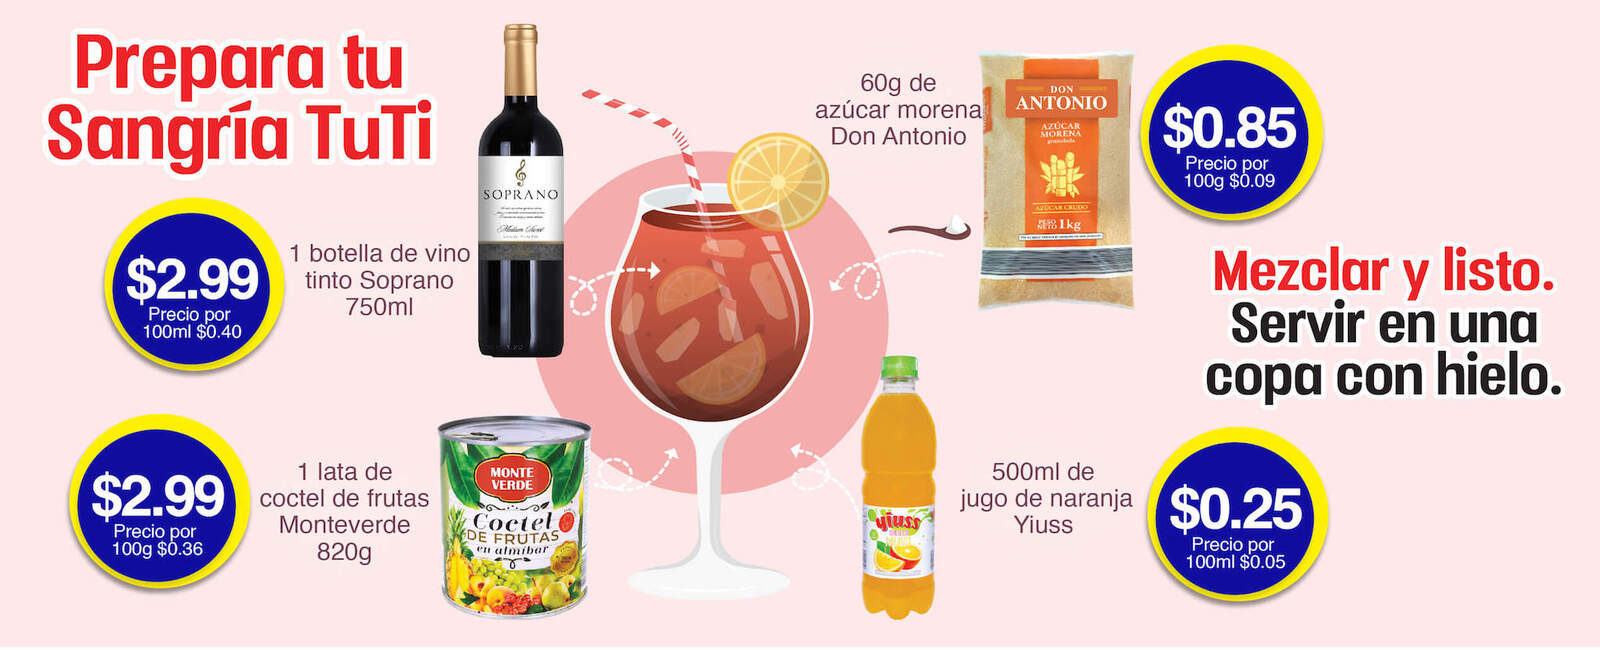 Prepara tu
Sangría TuTi
$2.99
Precio por
100ml $0.40
1 botella de vino
tinto Soprano
750ml
SOPRANO
Medium Sweet
60g de
azúcar morena
Don Antonio
DON
ANTONIO
AZÚCAR
MORENA
granulada
AZÚCAR CRUDO
PESO
NETO 1kg
$0.85
Precio por
100g $0.09
Mezclar y listo.
Servir en una
copa con hielo.
$2.99
Precio por
100g $0.36
1 lata de
coctel de frutas
Monteverde
820g
MONTE
VERDE
Coctel
DE FRUTAS
en almíbar
500ml de
jugo de naranja
Yiuss
yiuss
$0.25
Precio por
100ml $0.05